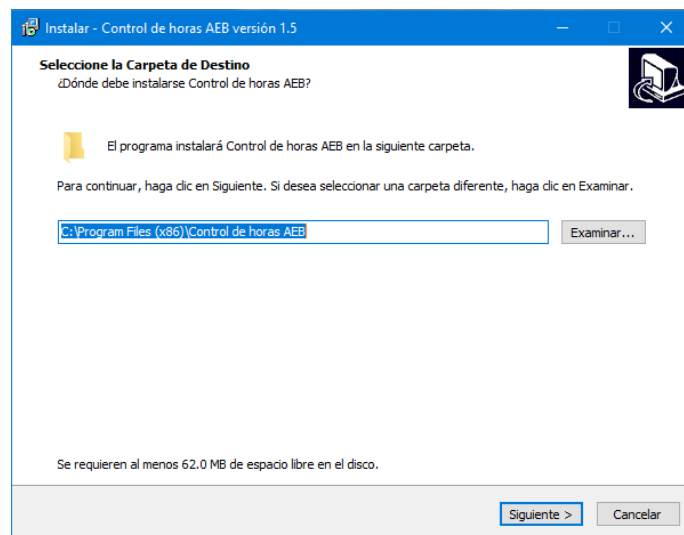 Instalar - Control de horas AEB versión 1.5
Seleccione la Carpeta de Destino
¿Dónde debe instalarse Control de horas AEB?
El programa instalará Control de horas AEB en la siguiente carpeta.
Para continuar, haga clic en Siguiente. Si desea seleccionar una carpeta diferente, haga clic en Examinar.
C:\Program Files (x86)\Control de horas AEB
Examinar...
Se requieren al menos 62.0 MB de espacio libre en el disco.
Siguiente >
Cancelar